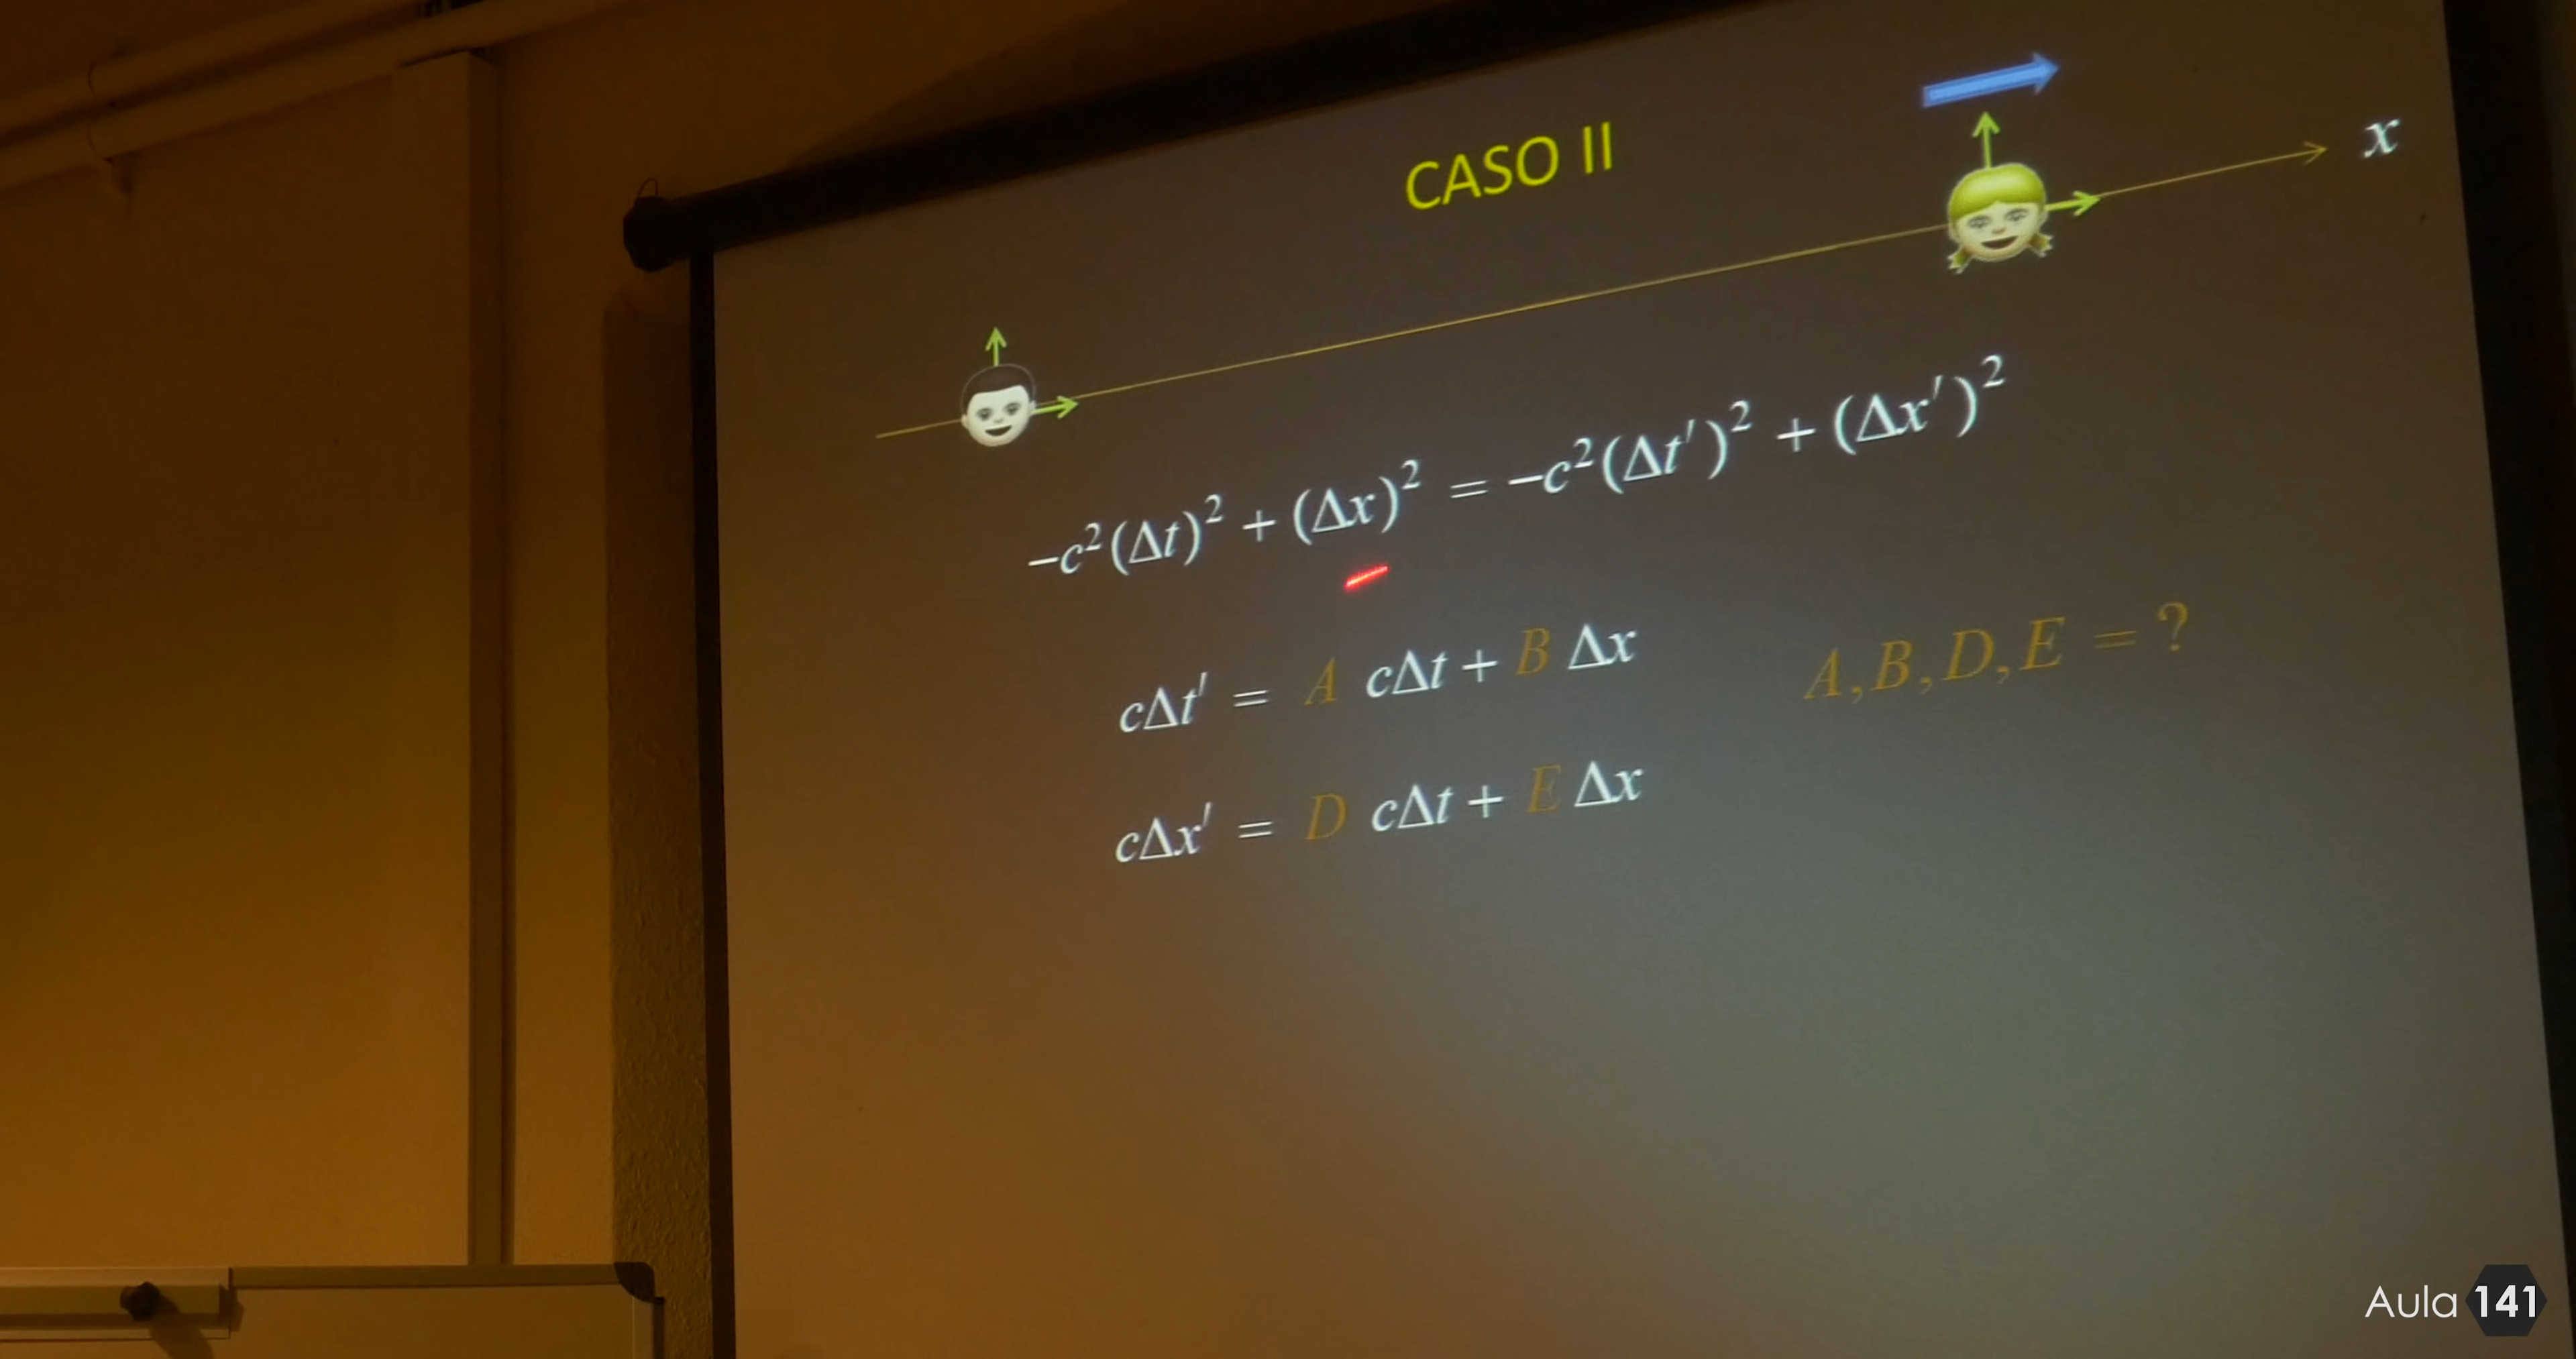 CASO II
x
−c²(Δt)² + (Δx)² = −c²(Δt′)² + (Δx′)²
cΔt′ = A cΔt + B Δx
A, B, D, E = ?
cΔx′ = D cΔt + E Δx
Aula 141